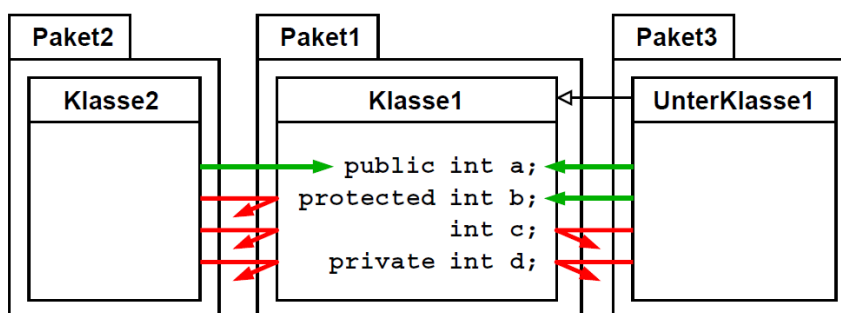 Paket2
Paket1
Paket3
Klasse2
Klasse1
UnterKlasse1
public int a;
protected int b;
int c;
private int d;